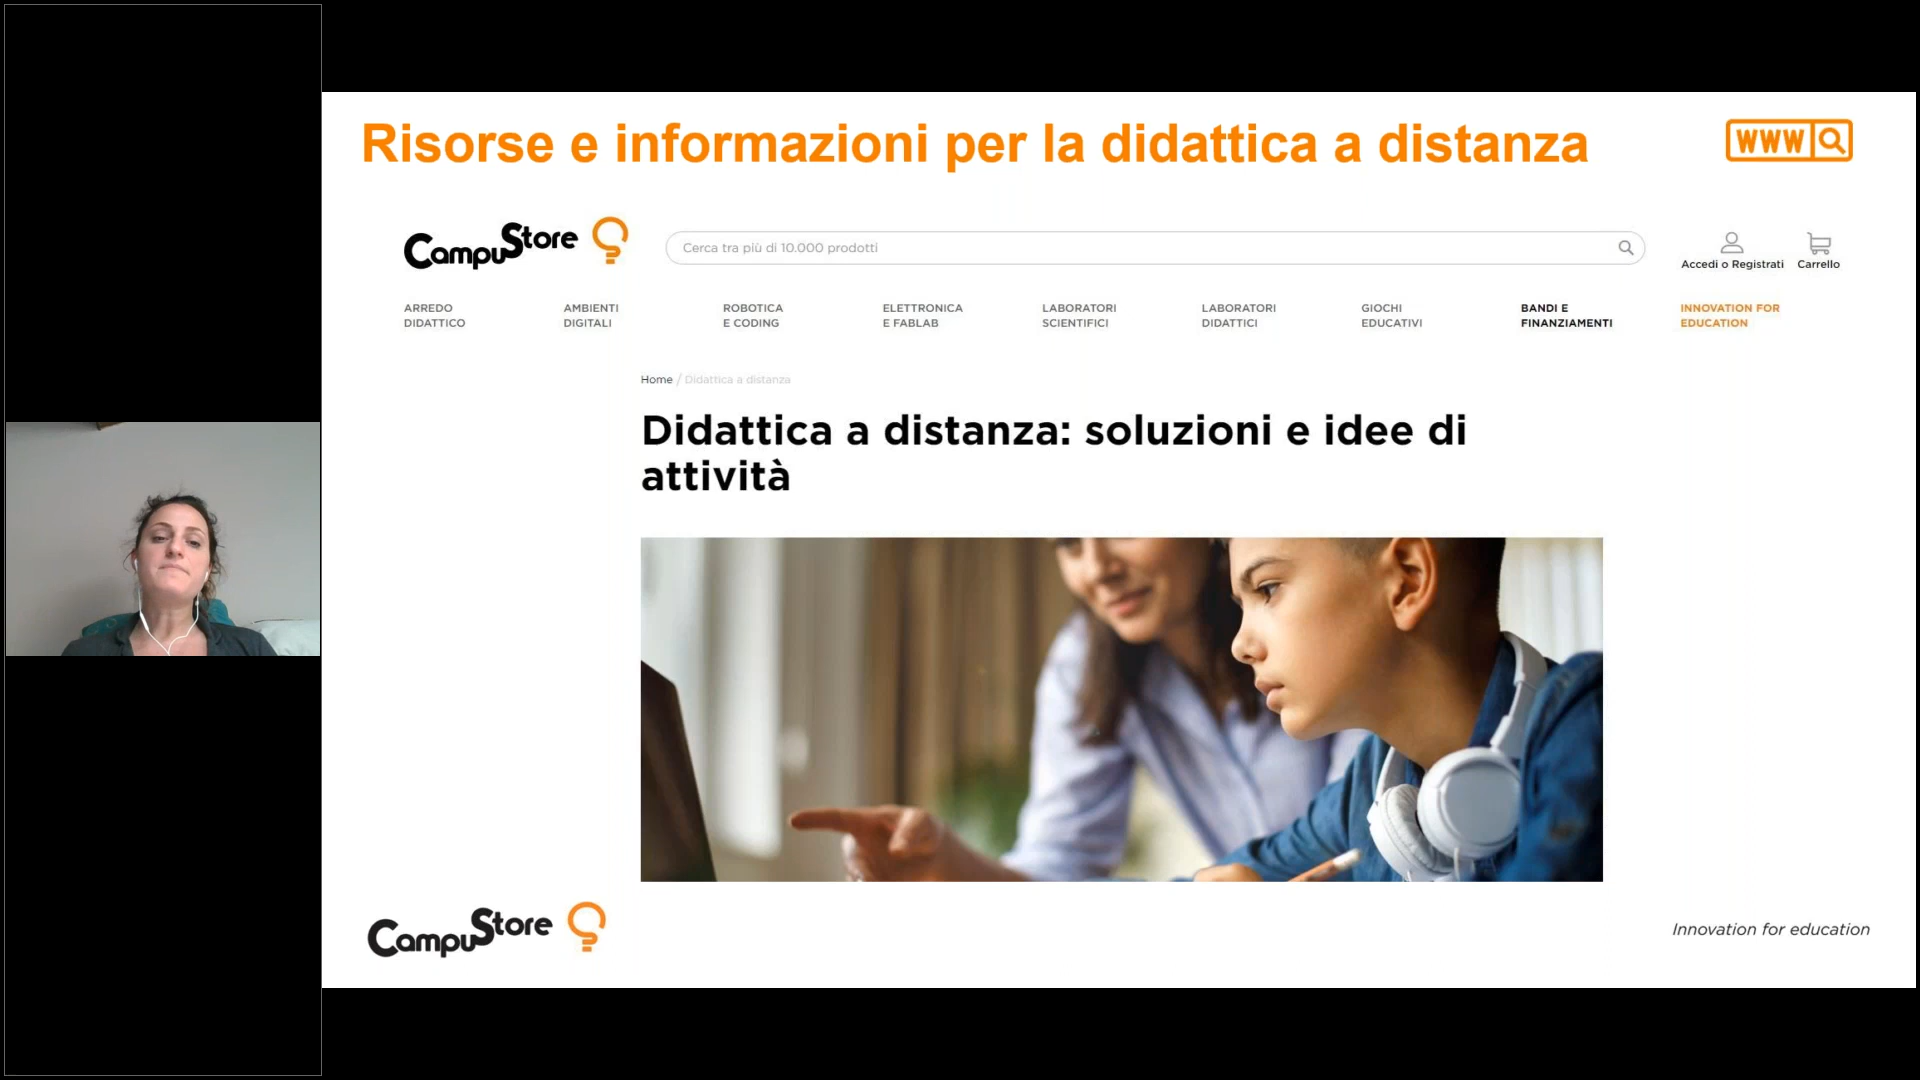 Risorse e informazioni per la didattica a distanza
WWW
CampuStore
Cerca tra più di 10.000 prodotti
Accedi o Registrati
Carrello
ARREDO
DIDATTICO
AMBIENTI
DIGITALI
ROBOTICA
E CODING
ELETTRONICA
E FABLAB
LABORATORI
SCIENTIFICI
LABORATORI
DIDATTICI
GIOCHI
EDUCATIVI
BANDI E
FINANZIAMENTI
INNOVATION FOR
EDUCATION
Home / Didattica a distanza
Didattica a distanza: soluzioni e idee di
attività
CampuStore
Innovation for education